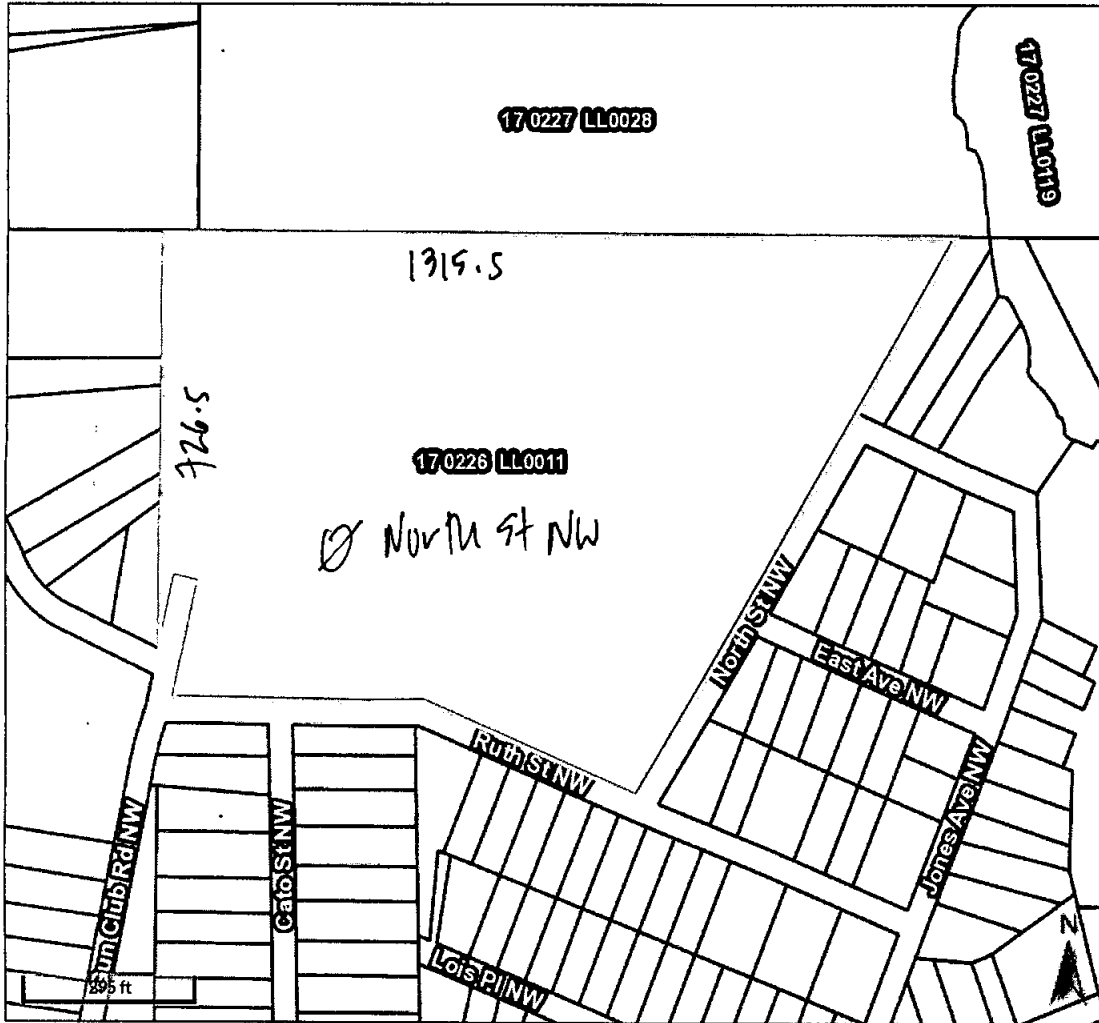 17 0227 LL0028
17 0227 LL0119
1315.5
726.5
17 0226 LL0011
0 North St NW
North St NW
East Ave NW
Ruth St NW
Jones Ave NW
un Club Rd NW
Cato St NW
Lois Pl NW
295 ft
N